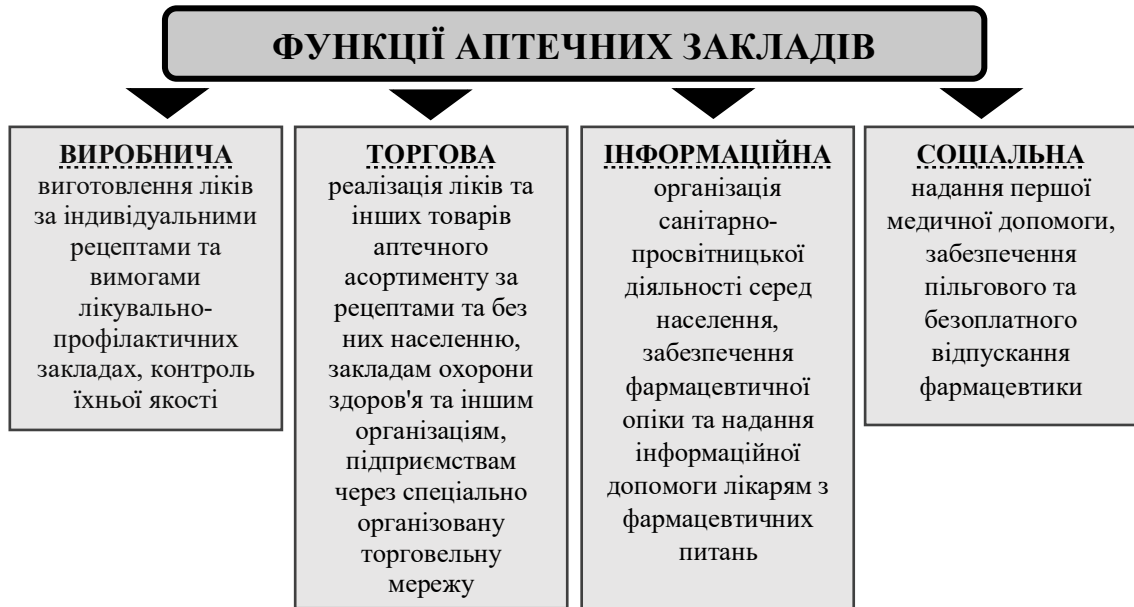 ФУНКЦІЇ АПТЕЧНИХ ЗАКЛАДІВ
ВИРОБНИЧА
виготовлення ліків
за індивідуальними
рецептами та
вимогами
лікувально-
профілактичних
закладах, контроль
їхньої якості
ТОРГОВА
реалізація ліків та
інших товарів
аптечного
асортименту за
рецептами та без
них населенню,
закладам охорони
здоров'я та іншим
організаціям,
підприємствам
через спеціально
організовану
торговельну
мережу
ІНФОРМАЦІЙНА
організація
санітарно-
просвітницької
діяльності серед
населення,
забезпечення
фармацевтичної
опіки та надання
інформаційної
допомоги лікарям з
фармацевтичних
питань
СОЦІАЛЬНА
надання першої
медичної допомоги,
забезпечення
пільгового та
безоплатного
відпускання
фармацевтики